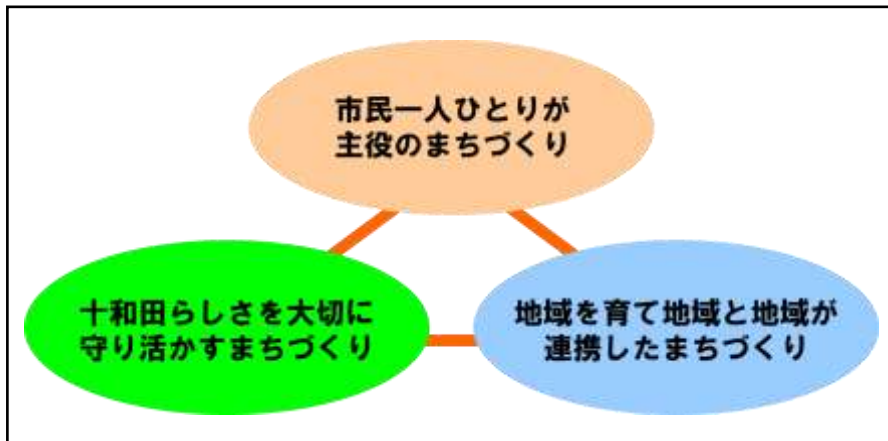 市民一人ひとりが
主役のまちづくり
十和田らしさを大切に
守り活かすまちづくり
地域を育て地域と地域が
連携したまちづくり